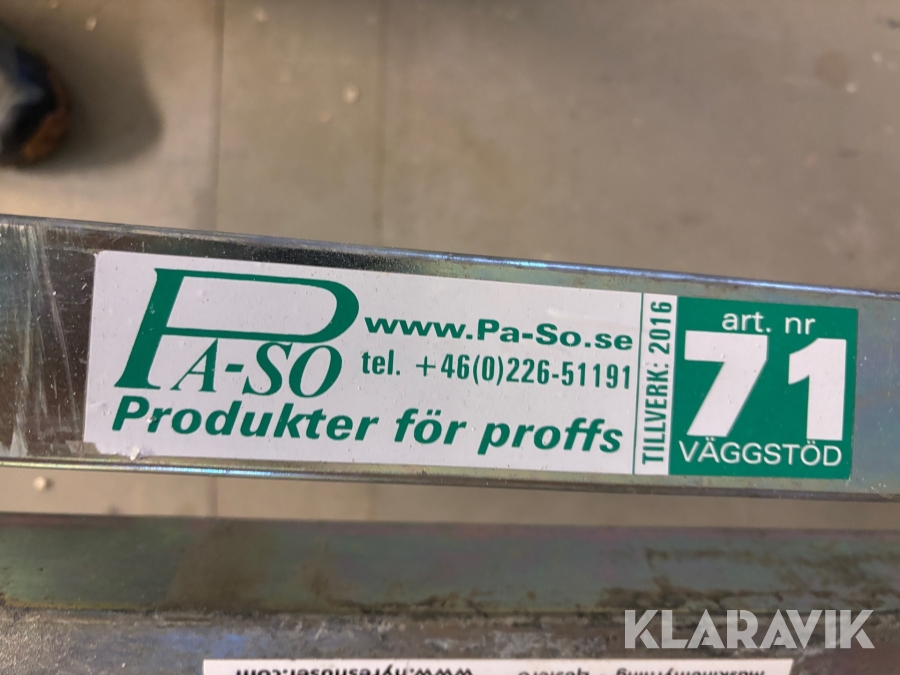 PA-SO
www.Pa-So.se
tel. +46(0)226-51191
Produkter för proffs
TILLVERK: 2016
art. nr
71
VÄGGSTÖD
KLARAVIK